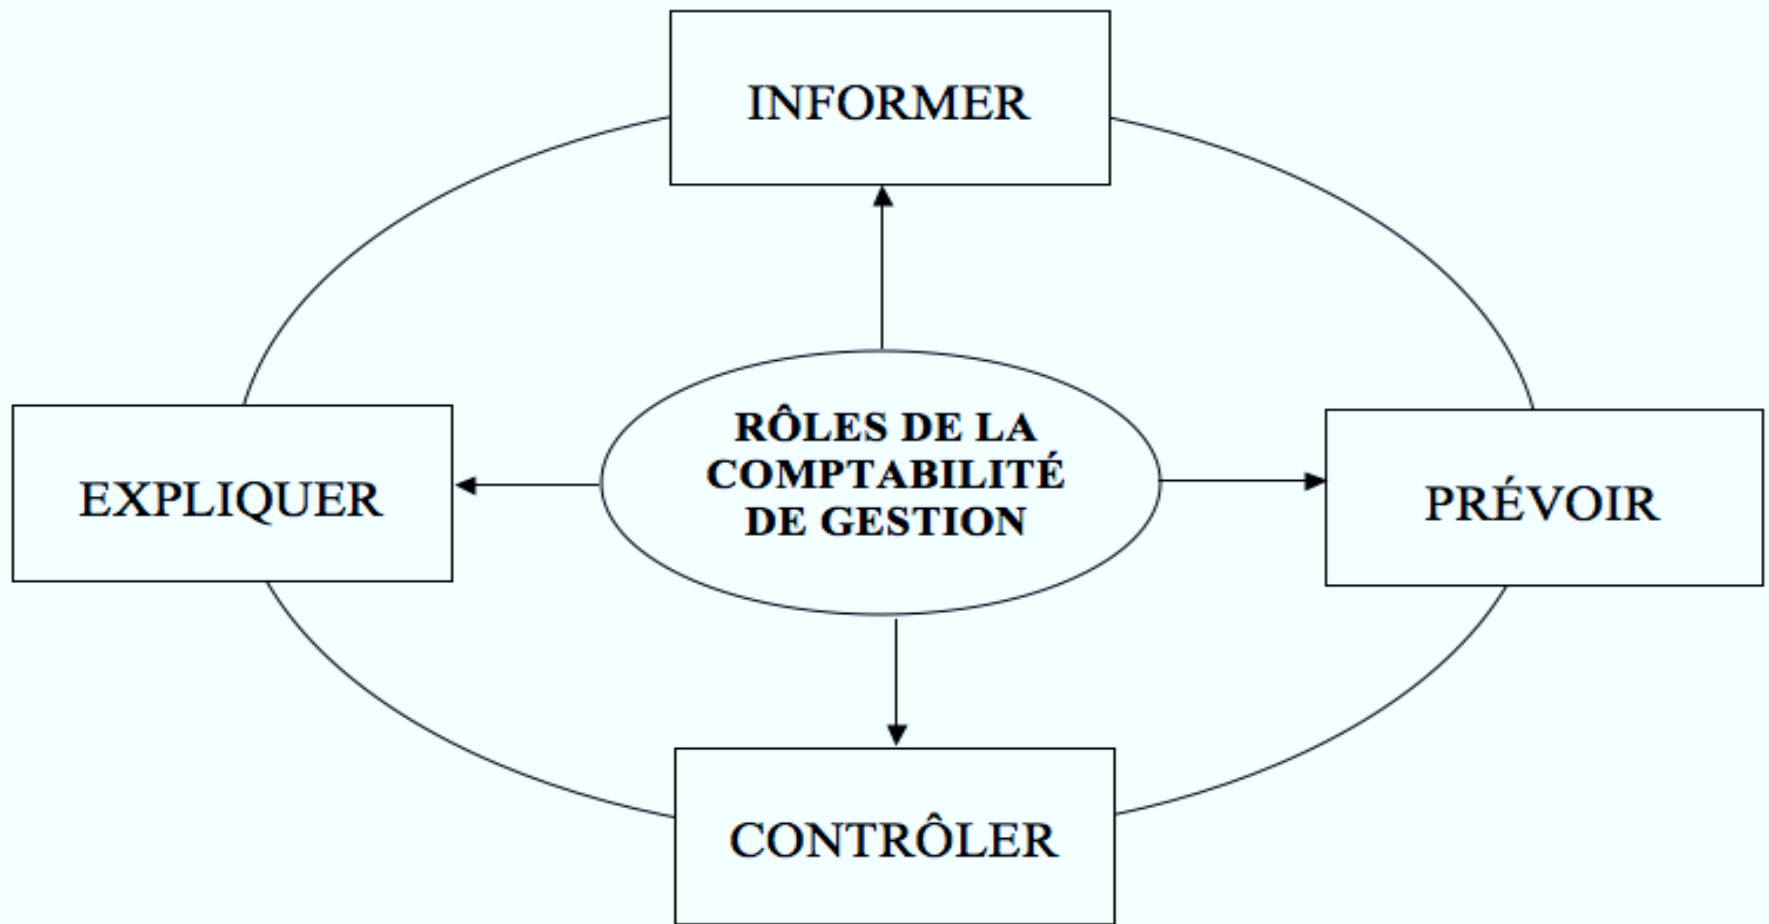 INFORMER
EXPLIQUER
RÔLES DE LA
COMPTABILITÉ
DE GESTION
PRÉVOIR
CONTRÔLER